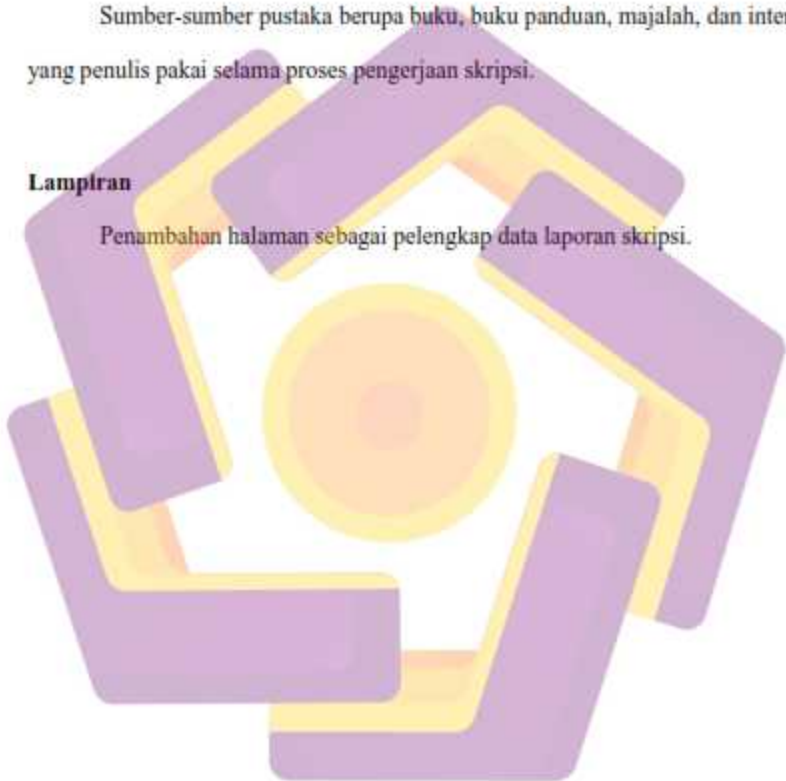 Sumber-sumber pustaka berupa buku, buku panduan, majalah, dan inter
yang penulis pakai selama proses pengerjaan skripsi.
Lampiran
Penambahan halaman sebagai pelengkap data laporan skripsi.